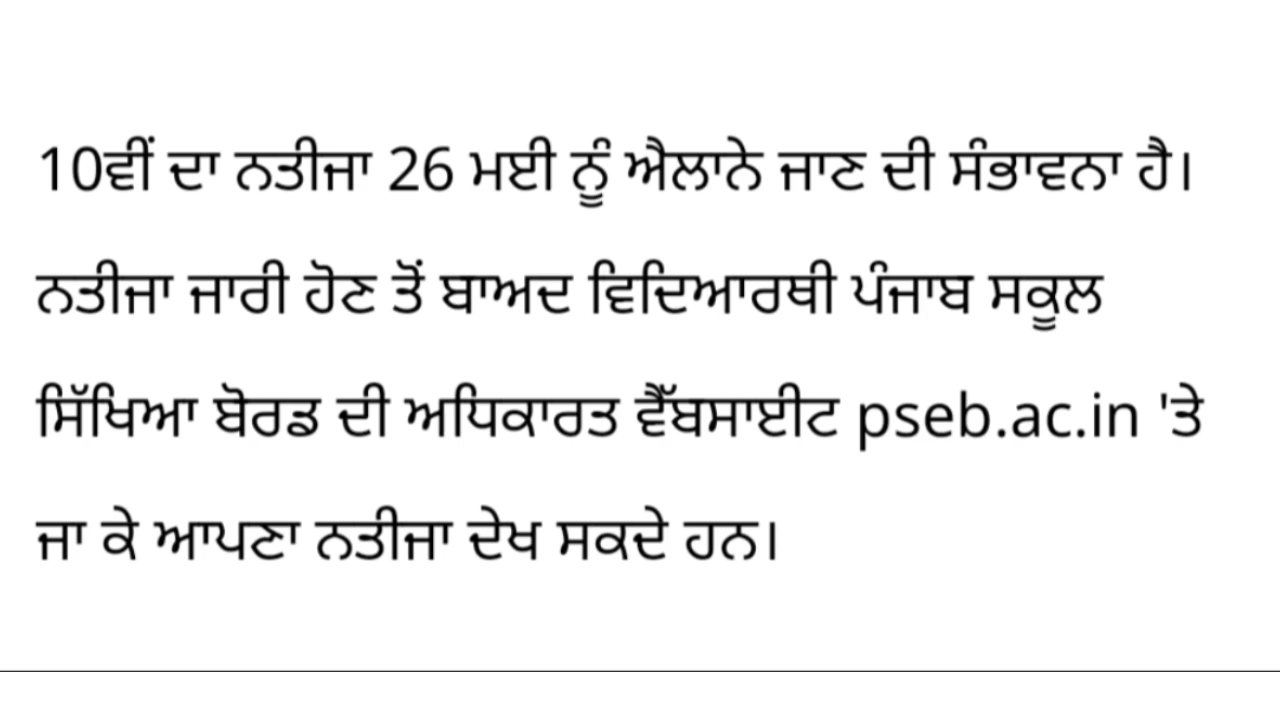 10ਵੀਂ ਦਾ ਨਤੀਜਾ 26 ਮਈ ਨੂੰ ਐਲਾਨੇ ਜਾਣ ਦੀ ਸੰਭਾਵਨਾ ਹੈ।
ਨਤੀਜਾ ਜਾਰੀ ਹੋਣ ਤੋਂ ਬਾਅਦ ਵਿਦਿਆਰਥੀ ਪੰਜਾਬ ਸਕੂਲ
ਸਿੱਖਿਆ ਬੋਰਡ ਦੀ ਅਧਿਕਾਰਤ ਵੈੱਬਸਾਈਟ pseb.ac.in 'ਤੇ
ਜਾ ਕੇ ਆਪਣਾ ਨਤੀਜਾ ਦੇਖ ਸਕਦੇ ਹਨ।